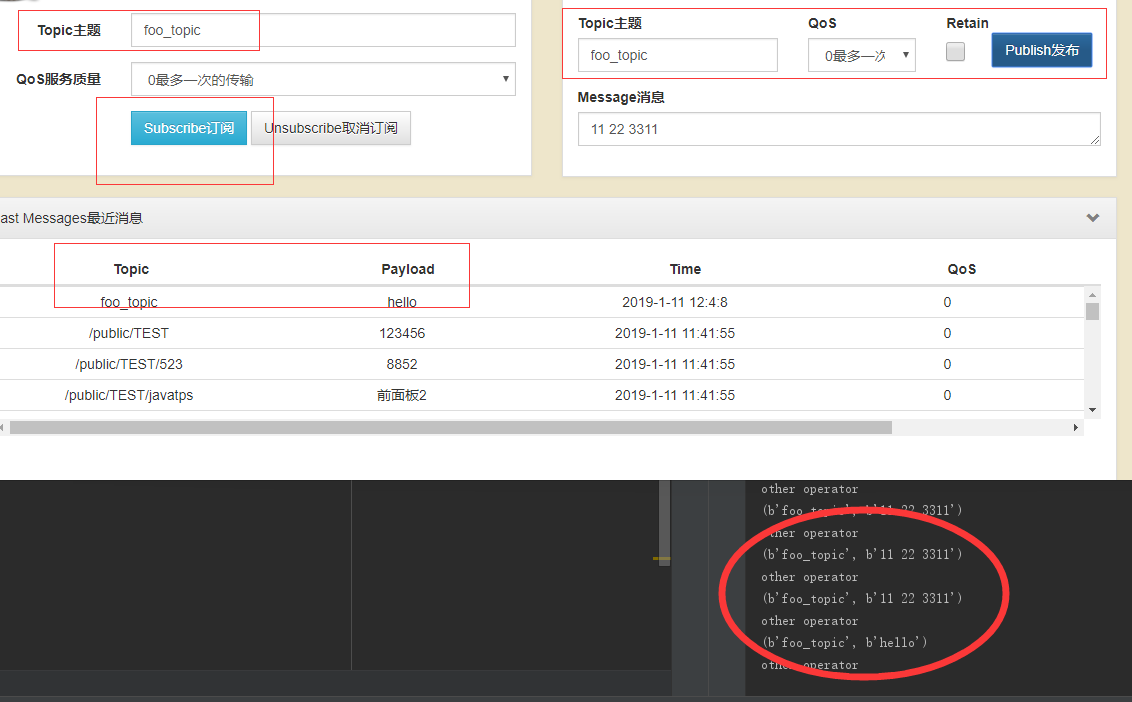 Topic主题
foo_topic
QoS服务质量
0最多一次的传输
Subscribe订阅
Unsubscribe取消订阅
Topic主题
QoS
Retain
foo_topic
0最多一次
Publish发布
Message消息
11 22 3311
ast Messages最近消息
Topic Payload Time QoS
foo_topic hello 2019-1-11 12:4:8 0
/public/TEST 123456 2019-1-11 11:41:55 0
/public/TEST/523 8852 2019-1-11 11:41:55 0
/public/TEST/javatps 前面板2 2019-1-11 11:41:55 0
other operator
(b'foo_topic', b'11 22 3311')
other operator
(b'foo_topic', b'11 22 3311')
other operator
(b'foo_topic', b'11 22 3311')
other operator
(b'foo_topic', b'hello')
other operator